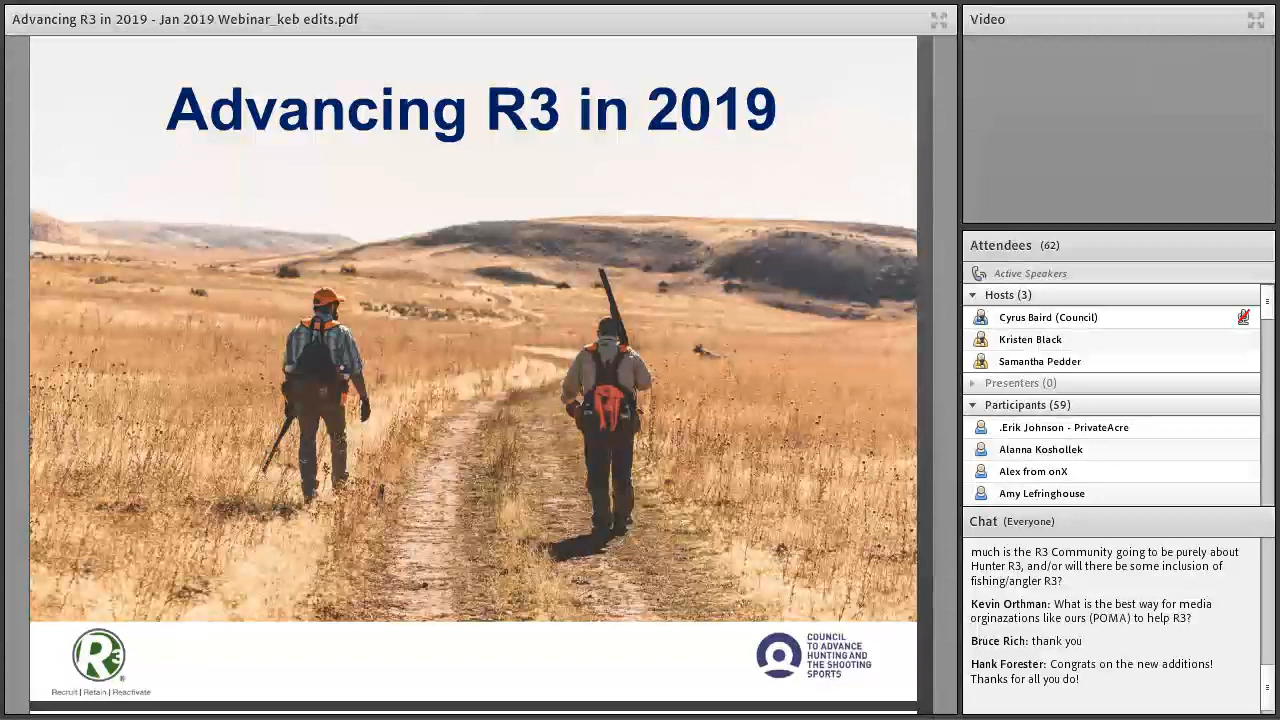 Advancing R3 in 2019 - Jan 2019 Webinar_keb edits.pdf
Advancing R3 in 2019
R3
®
Recruit | Retain | Reactivate
COUNCIL
TO ADVANCE
HUNTING AND
THE SHOOTING
SPORTS
Video
Attendees (62)
Active Speakers
Hosts (3)
Cyrus Baird (Council)
Kristen Black
Samantha Pedder
Presenters (0)
Participants (59)
.Erik Johnson - PrivateAcre
Alanna Koshollek
Alex from onX
Amy Lefringhouse
Chat (Everyone)
much is the R3 Community going to be purely about
Hunter R3, and/or will there be some inclusion of
fishing/angler R3?
Kevin Orthman: What is the best way for media
orginazations like ours (POMA) to help R3?
Bruce Rich: thank you
Hank Forester: Congrats on the new additions!
Thanks for all you do!